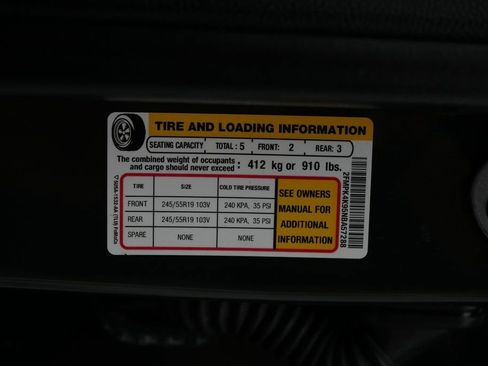 TIRE AND LOADING INFORMATION
SEATING CAPACITY TOTAL : 5 FRONT: 2 REAR: 3
The combined weight of occupants and cargo should never exceed : 412 kg or 910 lbs.
TIRE SIZE COLD TIRE PRESSURE
FRONT 245/55R19 103V 240 KPA, 35 PSI
REAR 245/55R19 103V 240 KPA, 35 PSI
SPARE NONE NONE
SEE OWNERS
MANUAL FOR
ADDITIONAL
INFORMATION
2FMPK4K95NBA57288